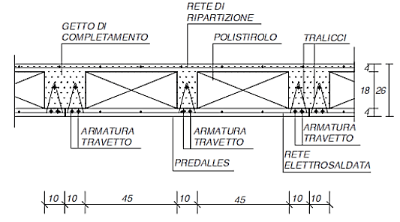 RETE DI
RIPARTIZIONE
GETTO DI
COMPLETAMENTO
POLISTIROLO
TRALICCI
4
18
26
4
ARMATURA
TRAVETTO
ARMATURA
TRAVETTO
ARMATURA
TRAVETTO
PREDALLES
RETE
ELETTROSALDATA
10 10 45 10 45 10 10